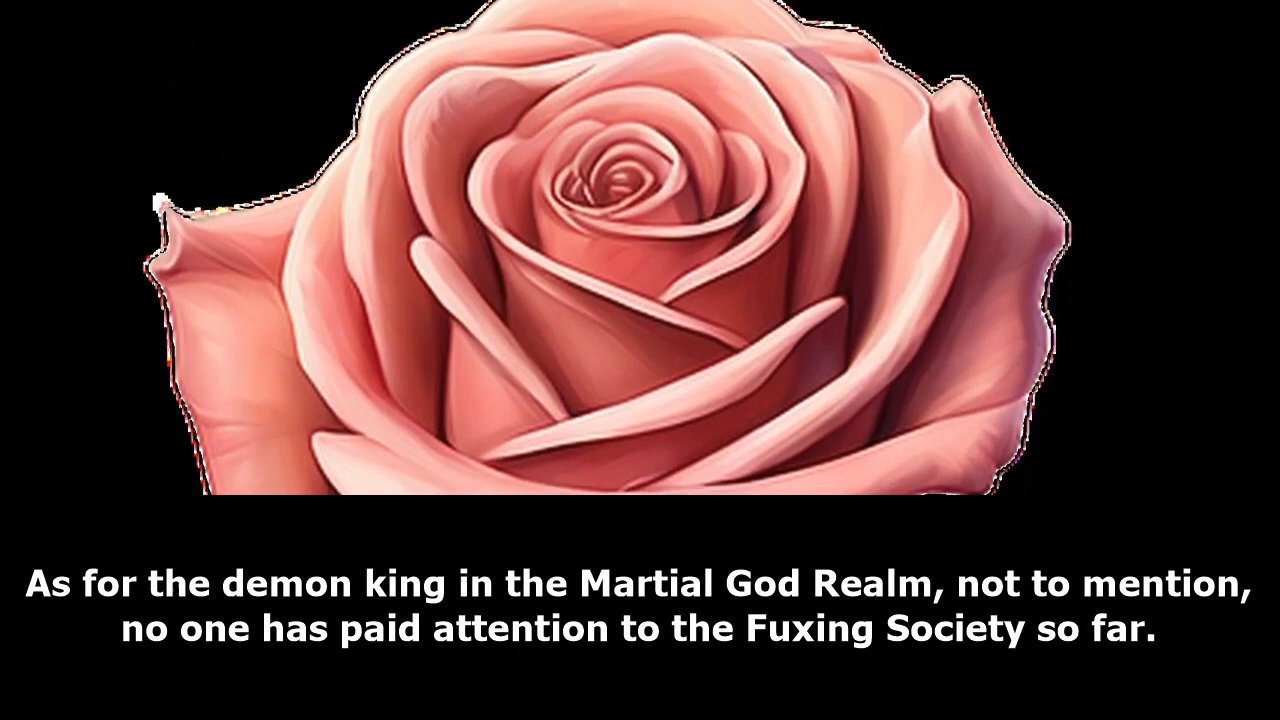 As for the demon king in the Martial God Realm, not to mention,
no one has paid attention to the Fuxing Society so far.